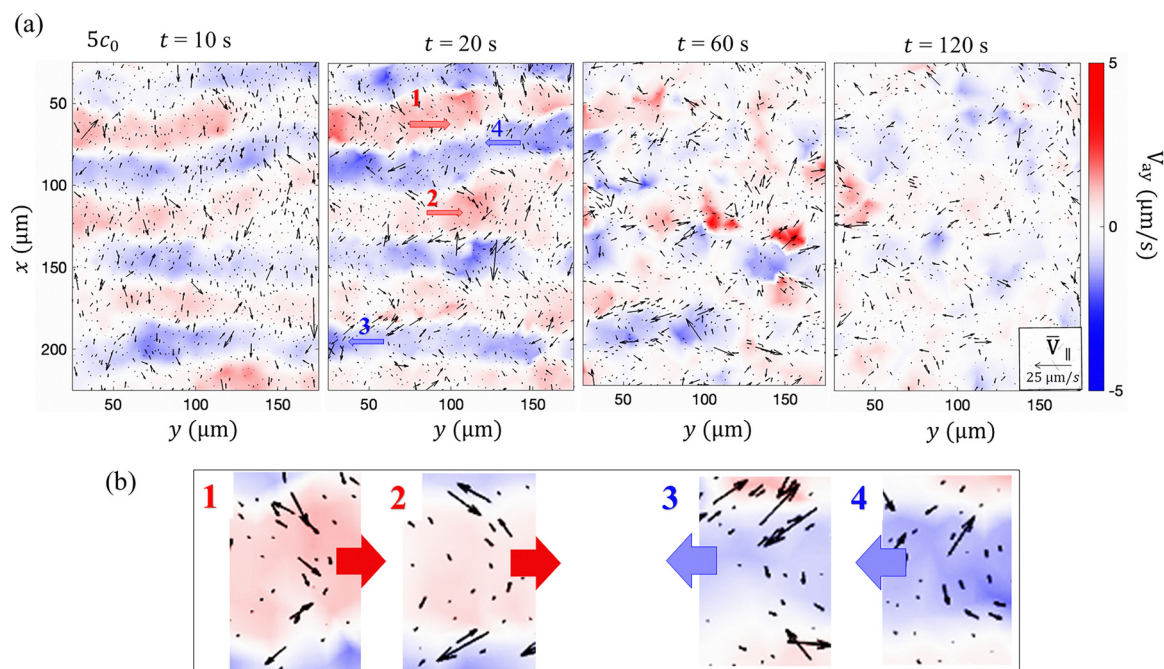 (a)
5c₀ t = 10 s t = 20 s t = 60 s t = 120 s
x (μm)
50
100
150
200
1
4
2
3
50 100 150
50 100 150
50 100 150
50 100 150
y (μm) y (μm) y (μm) y (μm)
V̅∥
25 μm/s
5
0
-5
V_ay (μm/s)
(b)
1 2 3 4